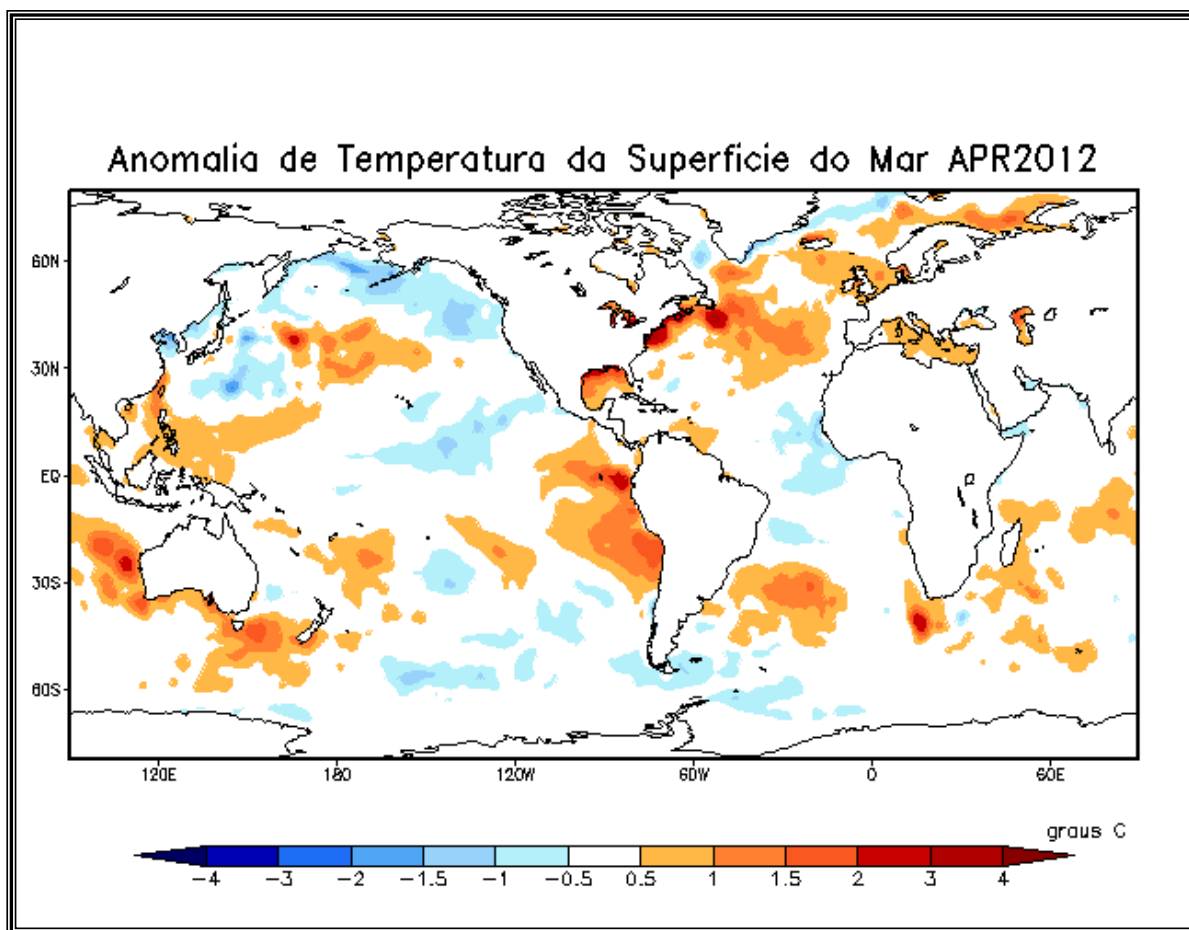 Anomalia de Temperatura da Superficie do Mar APR2012
60N
30N
EQ
30S
60S
120E 180 120W 60W 0 60E
graus C
−4 −3 −2 −1.5 −1 −0.5 0.5 1 1.5 2 3 4